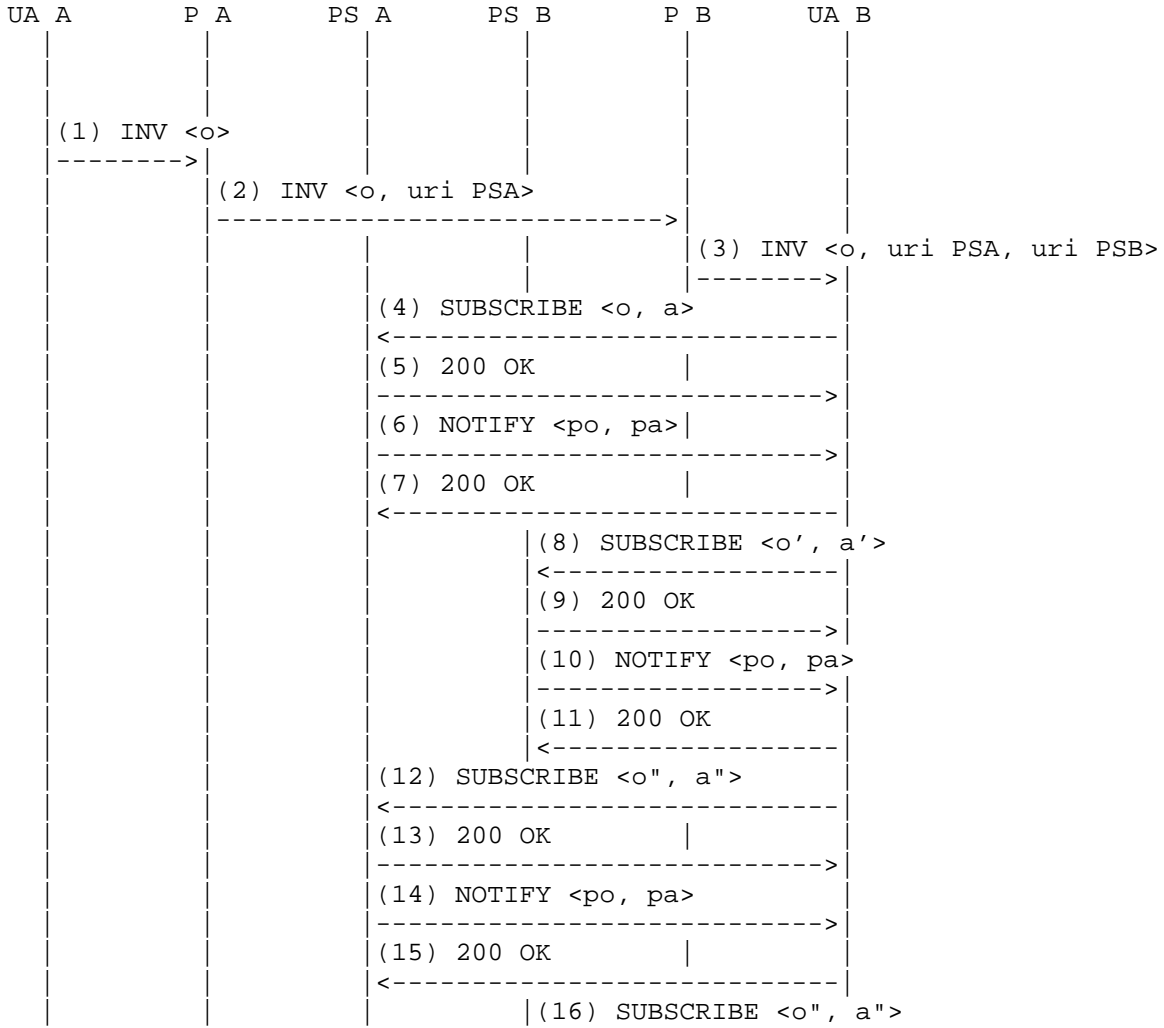 UA A P A PS A PS B P B UA B
(1) INV <o>
(2) INV <o, uri PSA>
(3) INV <o, uri PSA, uri PSB>
(4) SUBSCRIBE <o, a>
(5) 200 OK
(6) NOTIFY <po, pa>
(7) 200 OK
(8) SUBSCRIBE <o', a'>
(9) 200 OK
(10) NOTIFY <po, pa>
(11) 200 OK
(12) SUBSCRIBE <o", a">
(13) 200 OK
(14) NOTIFY <po, pa>
(15) 200 OK
(16) SUBSCRIBE <o", a">